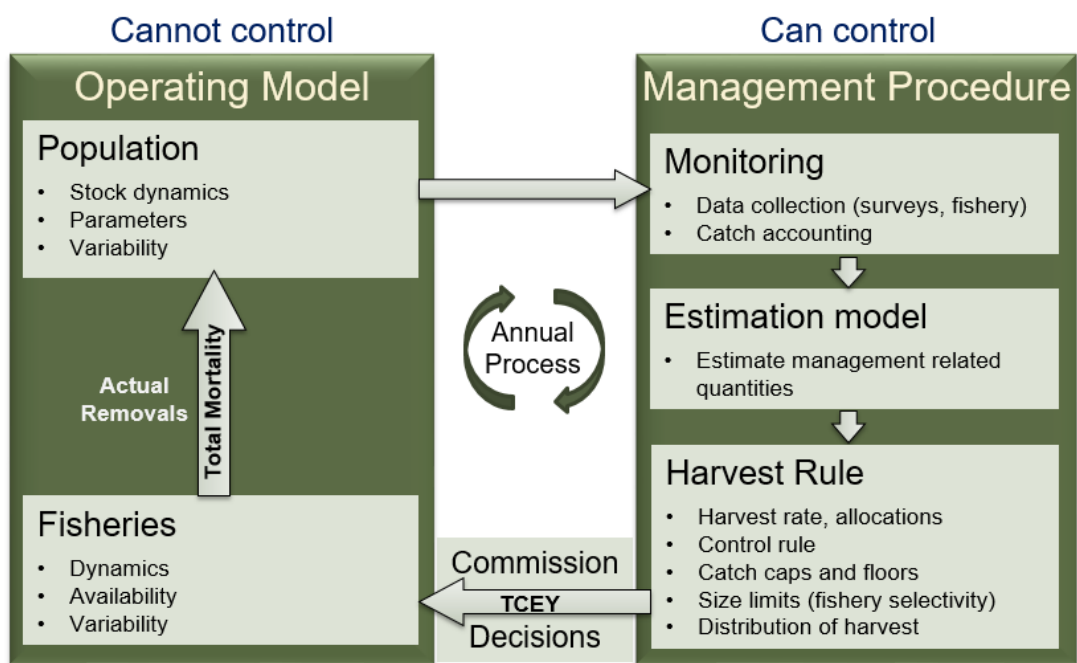 Cannot control
Operating Model
Population
• Stock dynamics
• Parameters
• Variability
Actual
Removals
Total Mortality
Fisheries
• Dynamics
• Availability
• Variability
Annual
Process
Commission
TCEY
Decisions
Can control
Management Procedure
Monitoring
• Data collection (surveys, fishery)
• Catch accounting
Estimation model
• Estimate management related
quantities
Harvest Rule
• Harvest rate, allocations
• Control rule
• Catch caps and floors
• Size limits (fishery selectivity)
• Distribution of harvest